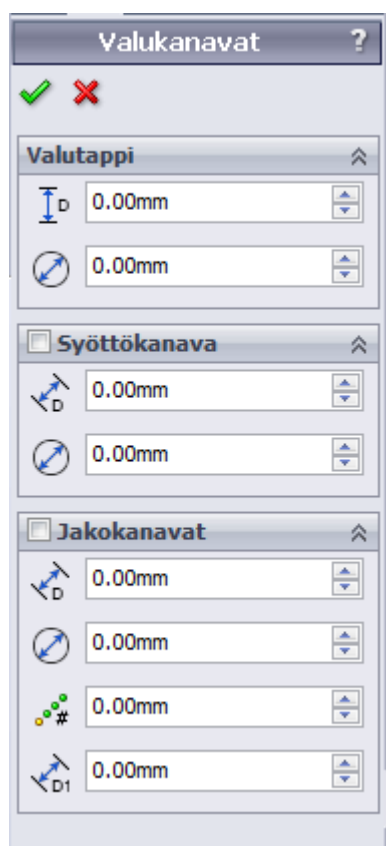 Valukanavat ?
Valutappi
D 0.00mm
0.00mm
Syöttökanava
D 0.00mm
0.00mm
Jakokanavat
D 0.00mm
0.00mm
# 0.00mm
D1 0.00mm